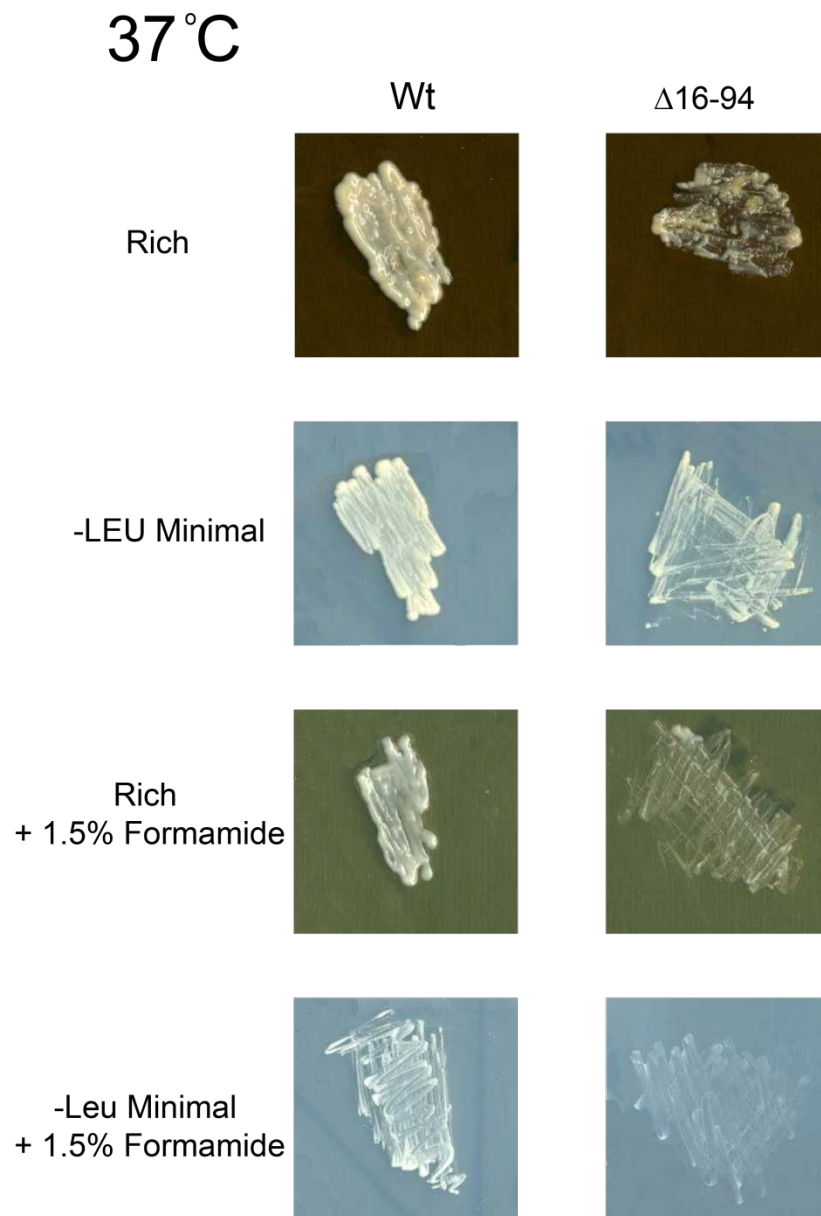 37 °C
Wt Δ16-94
Rich
-LEU Minimal
Rich
+ 1.5% Formamide
-Leu Minimal
+ 1.5% Formamide